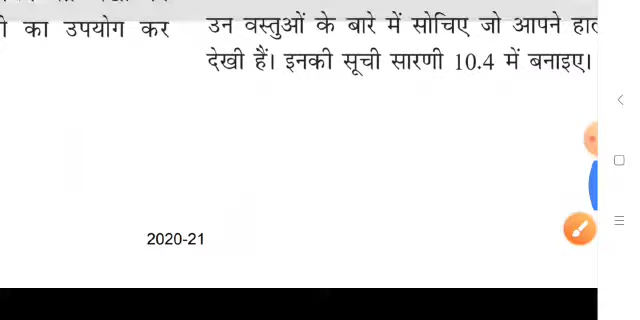 का उपयोग कर
उन वस्तुओं के बारे में सोचिए जो आपने
देखी हैं। इनकी सूची सारणी 10.4 में बनाइए।
2020-21